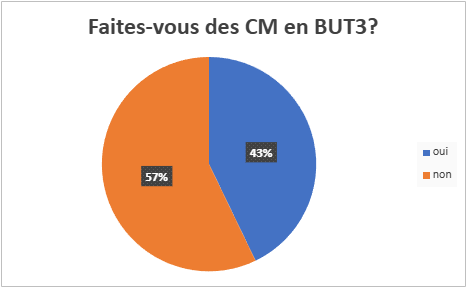 Faites-vous des CM en BUT3?
43%
57%
oui
non